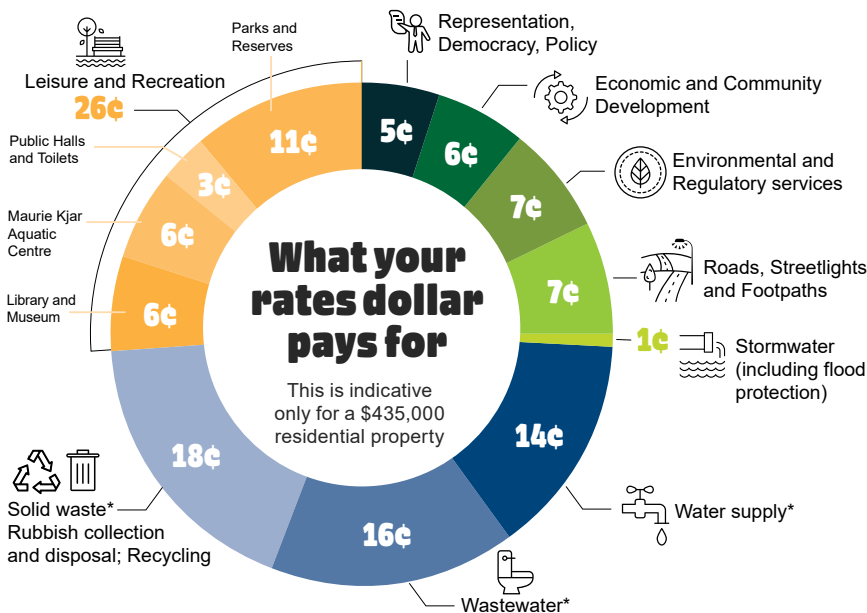 Parks and
Reserves
Representation,
Democracy, Policy
Leisure and Recreation
26¢
Economic and Community
Development
Public Halls
and Toilets
11¢
5¢
6¢
Environmental and
Regulatory services
3¢
7¢
Maurie Kjar
Aquatic
Centre
6¢
What your
rates dollar
pays for
This is indicative
only for a $435,000
residential property
Roads, Streetlights
and Footpaths
7¢
Library and
Museum
6¢
1¢
Stormwater
(including flood
protection)
14¢
18¢
Solid waste*
Rubbish collection
and disposal; Recycling
Water supply*
16¢
Wastewater*